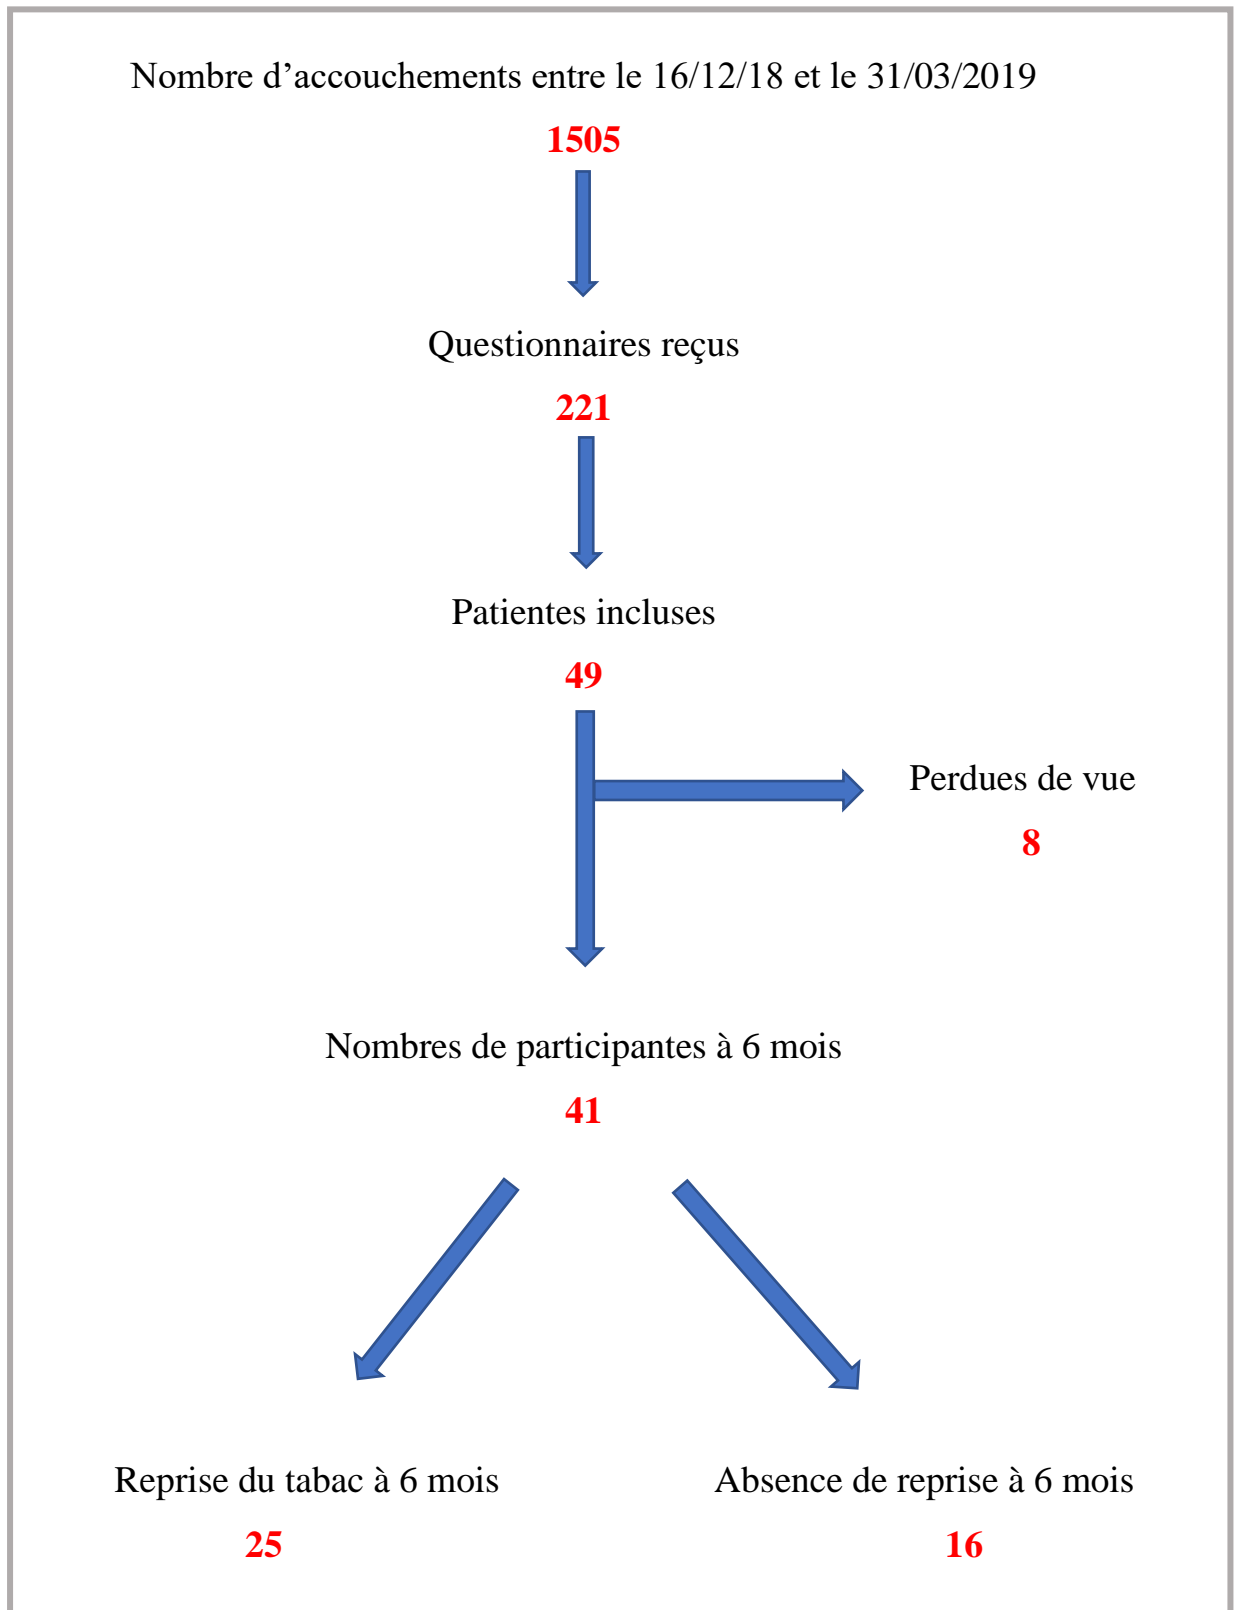 Nombre d’accouchements entre le 16/12/18 et le 31/03/2019
1505
Questionnaires reçus
221
Patientes incluses
49
Perdues de vue
8
Nombres de participantes à 6 mois
41
Reprise du tabac à 6 mois
25
Absence de reprise à 6 mois
16